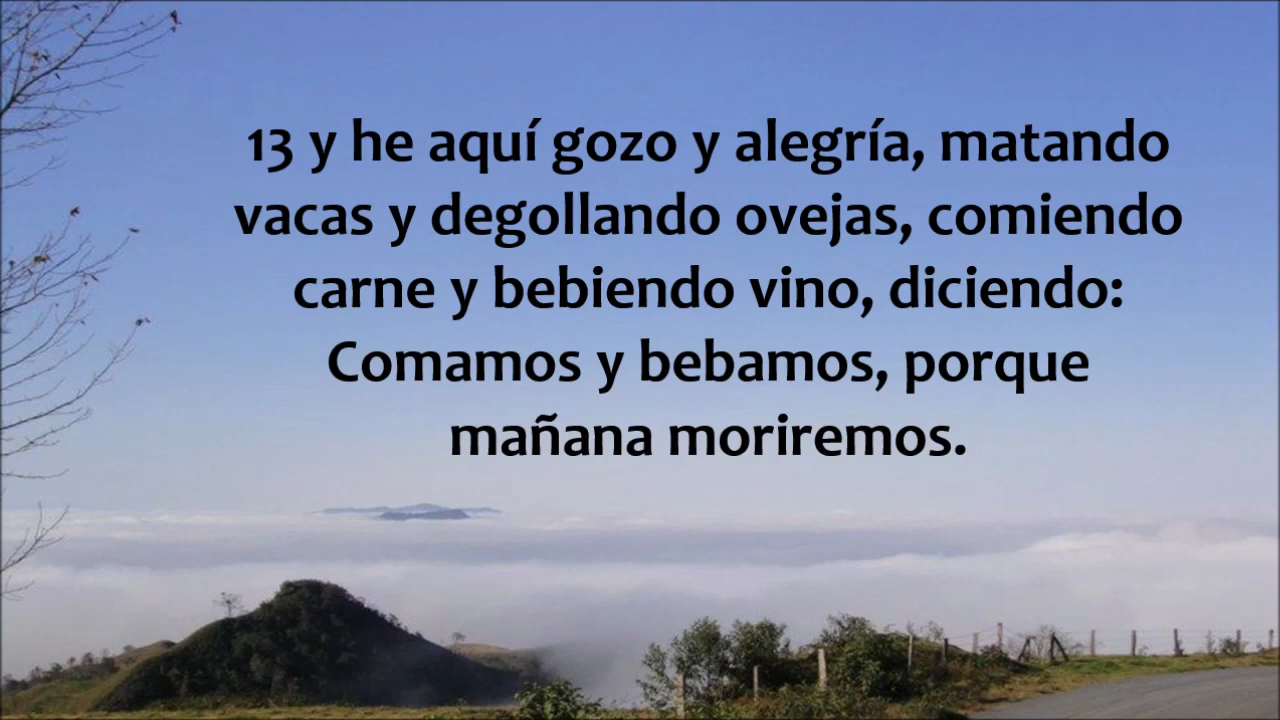 13 y he aquí gozo y alegría, matando
vacas y degollando ovejas, comiendo
carne y bebiendo vino, diciendo:
Comamos y bebamos, porque
mañana moriremos.